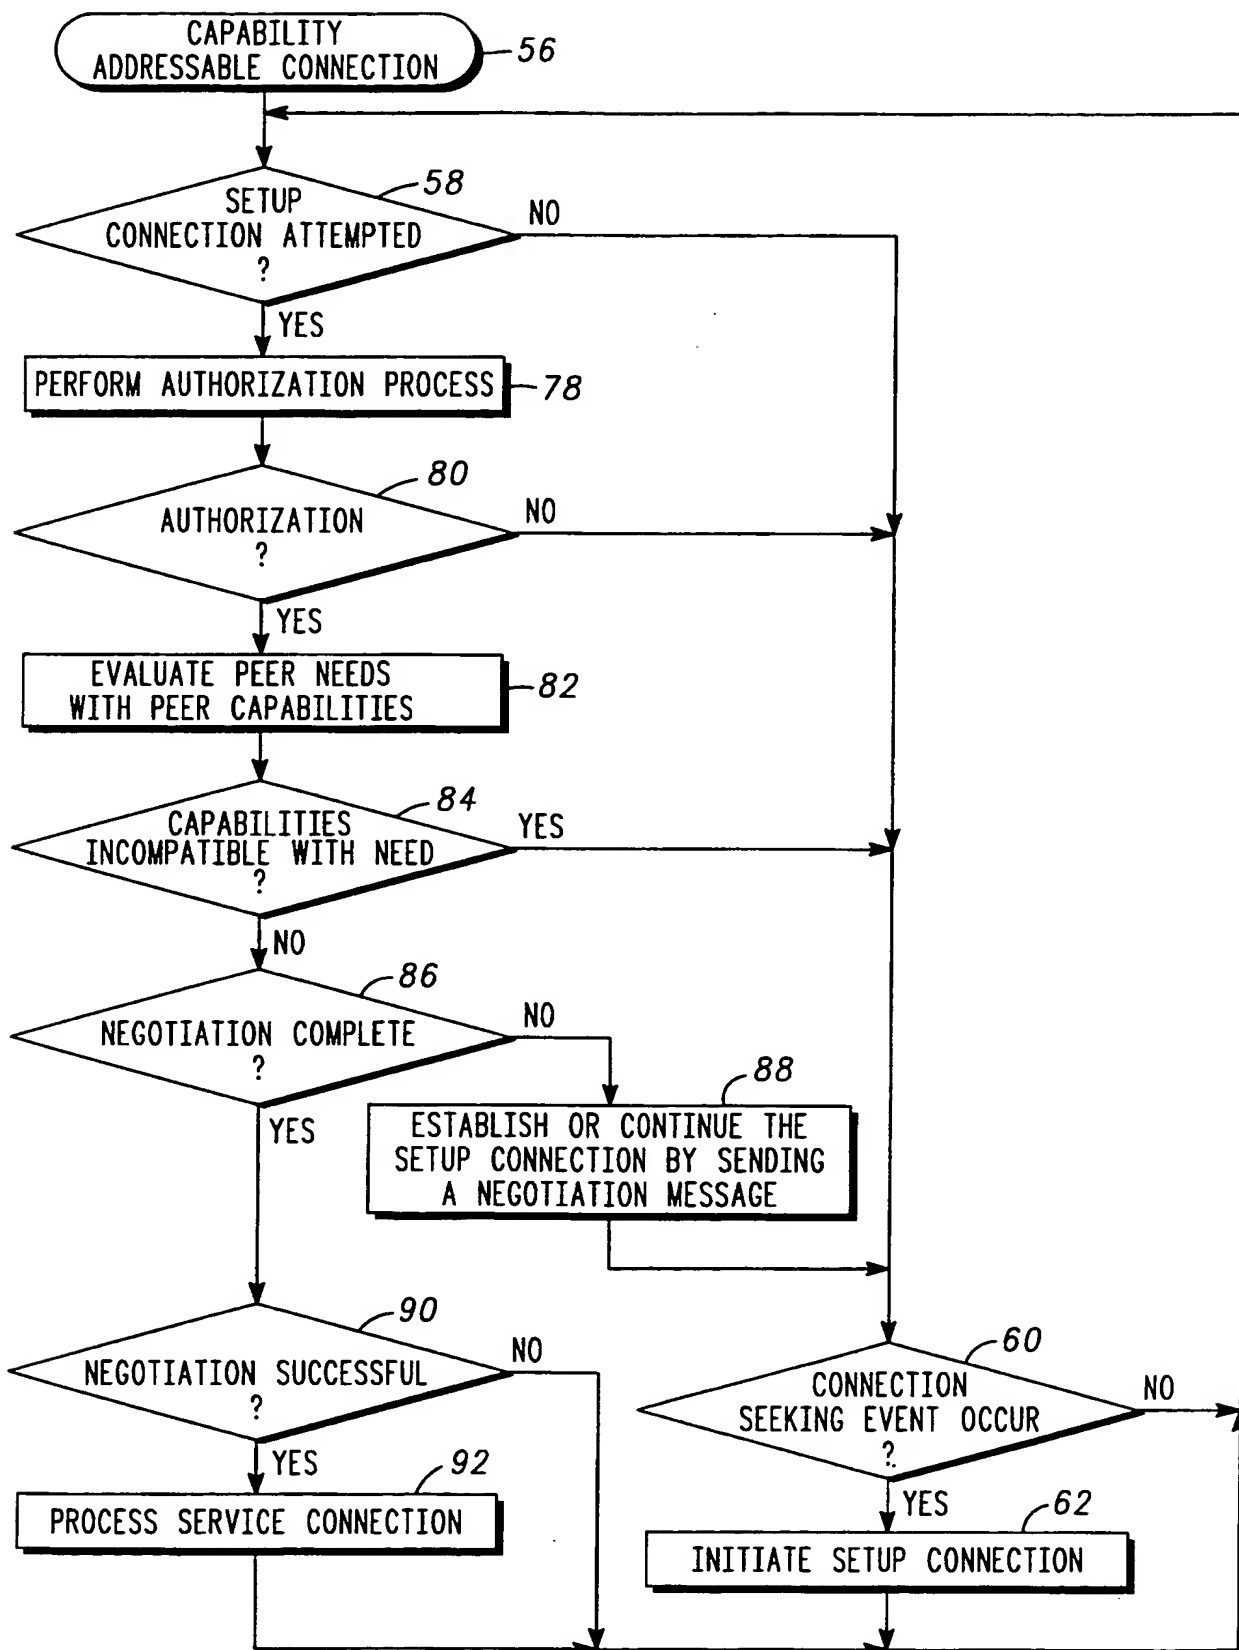 CAPABILITY
ADDRESSABLE CONNECTION
56
SETUP
CONNECTION ATTEMPTED
?
58
NO
YES
PERFORM AUTHORIZATION PROCESS
78
AUTHORIZATION
?
80
NO
YES
EVALUATE PEER NEEDS
WITH PEER CAPABILITIES
82
CAPABILITIES
INCOMPATIBLE WITH NEED
?
84
YES
NO
NEGOTIATION COMPLETE
?
86
NO
YES
ESTABLISH OR CONTINUE THE
SETUP CONNECTION BY SENDING
A NEGOTIATION MESSAGE
88
NEGOTIATION SUCCESSFUL
?
90
NO
YES
PROCESS SERVICE CONNECTION
92
CONNECTION
SEEKING EVENT OCCUR
?
60
NO
YES
INITIATE SETUP CONNECTION
62